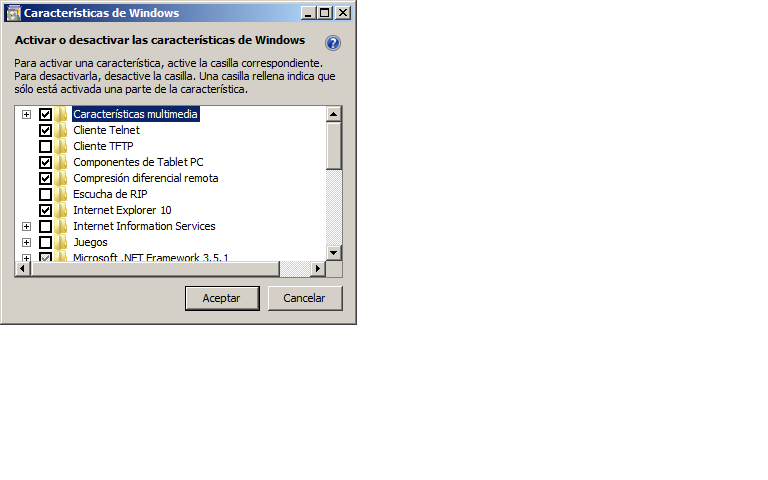 Características de Windows
Activar o desactivar las características de Windows
Para activar una característica, active la casilla correspondiente.
Para desactivarla, desactive la casilla. Una casilla rellena indica que
sólo está activada una parte de la característica.
Características multimedia
Cliente Telnet
Cliente TFTP
Componentes de Tablet PC
Compresión diferencial remota
Escucha de RIP
Internet Explorer 10
Internet Information Services
Juegos
Microsoft .NET Framework 3.5.1
Aceptar Cancelar